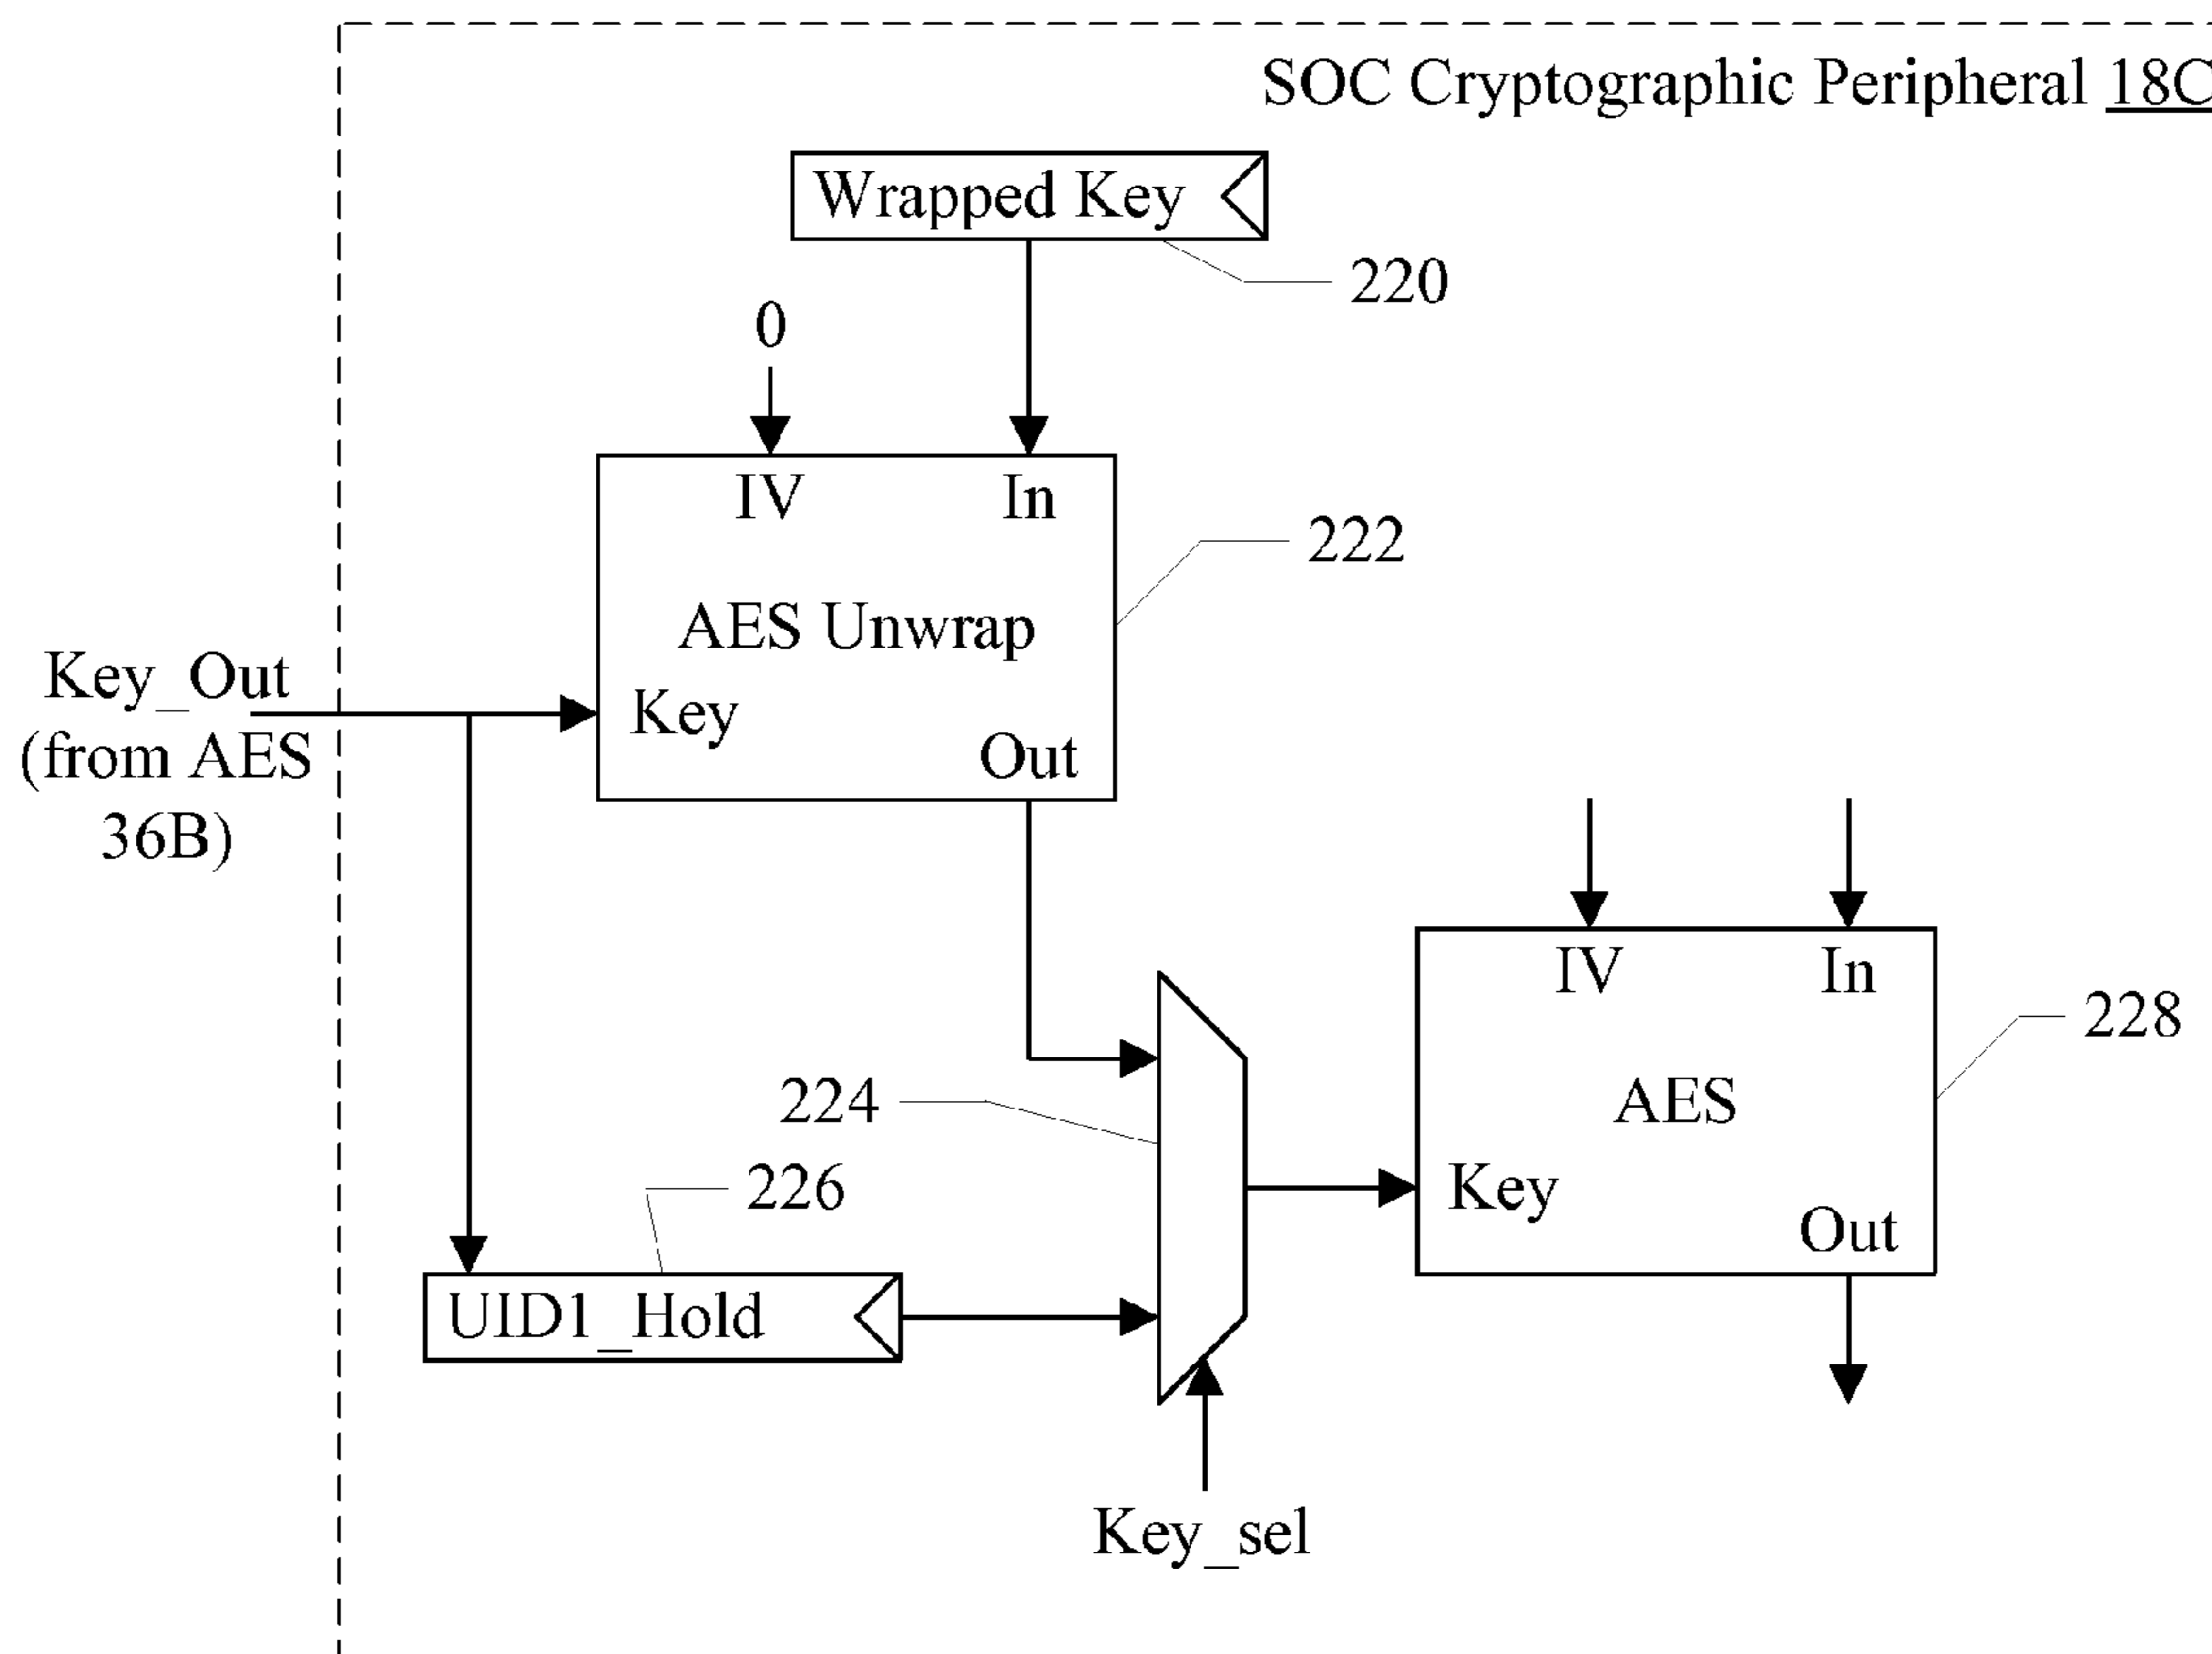 SOC Cryptographic Peripheral 18C
Wrapped Key
220
0
IV In
222
AES Unwrap
Key_Out
(from AES
36B)
Key
Out
IV In
228
224
AES
226
Key
Out
UID1_Hold
Key_sel